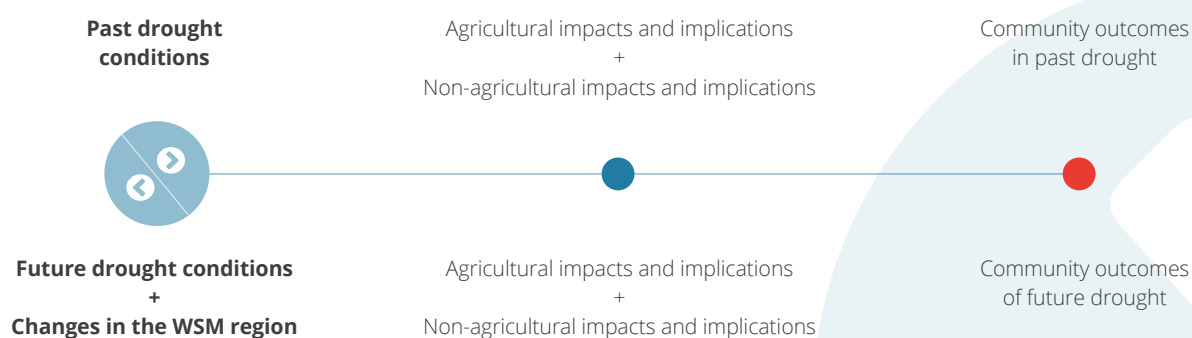 Past drought
conditions
Agricultural impacts and implications
+
Non-agricultural impacts and implications
Community outcomes
in past drought
Future drought conditions
+
Changes in the WSM region
Agricultural impacts and implications
+
Non-agricultural impacts and implications
Community outcomes
of future drought